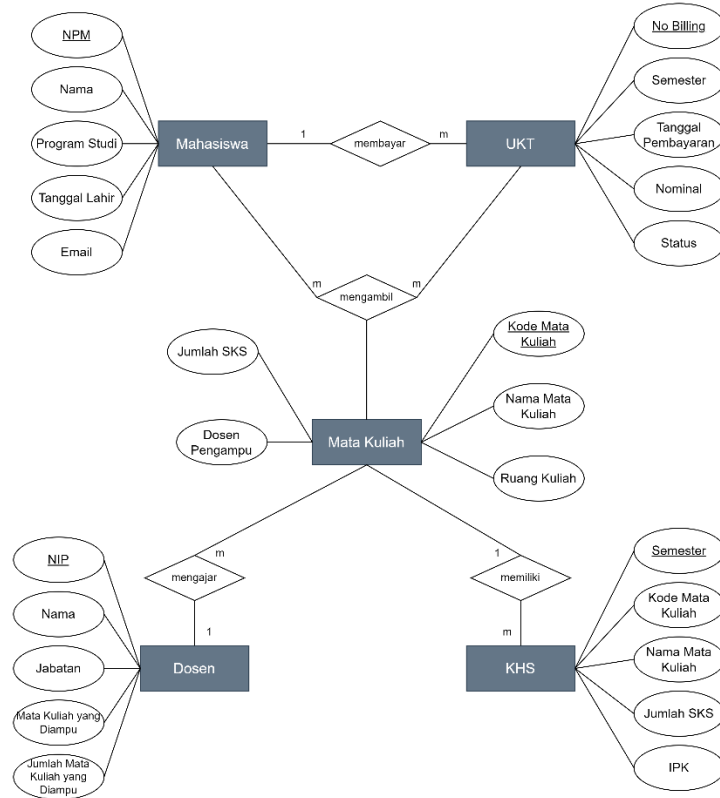 NPM
Nama
Program Studi
Tanggal Lahir
Email
Mahasiswa
1
membayar
m
UKT
No Billing
Semester
Tanggal
Pembayaran
Nominal
Status
m
mengambil
m
Jumlah SKS
Dosen
Pengampu
Mata Kuliah
Kode Mata
Kuliah
Nama Mata
Kuliah
Ruang Kuliah
m
mengajar
1
1
memiliki
m
NIP
Nama
Jabatan
Mata Kuliah yang
Diampu
Jumlah Mata
Kuliah yang
Diampu
Dosen
KHS
Semester
Kode Mata
Kuliah
Nama Mata
Kuliah
Jumlah SKS
IPK